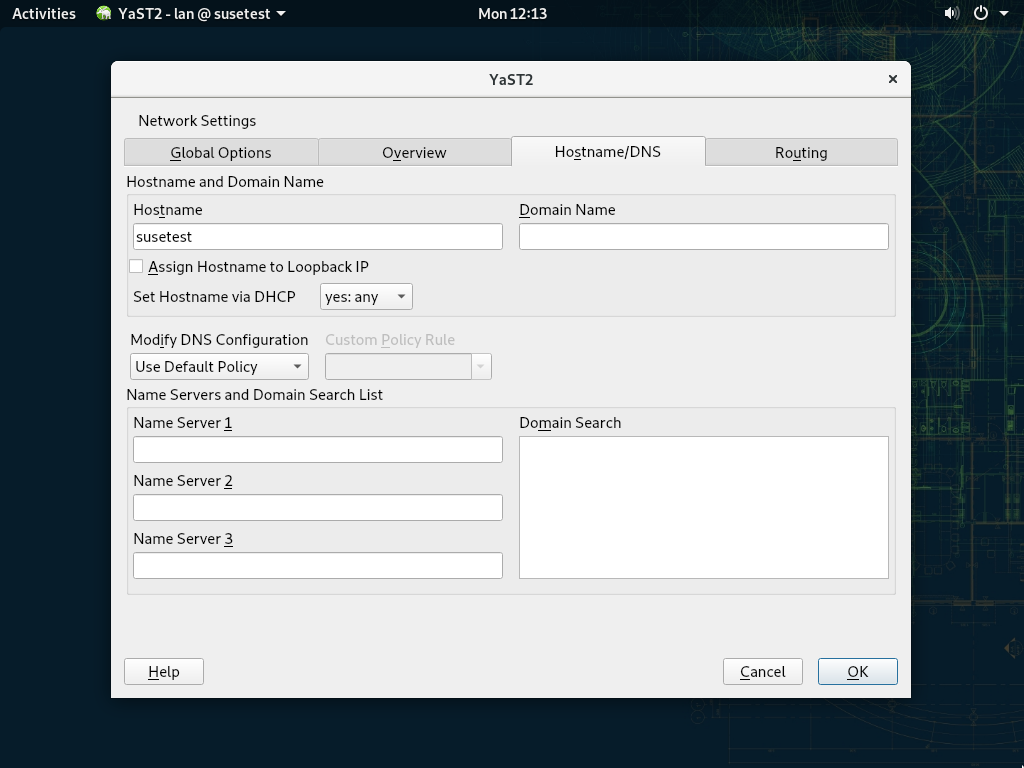 Activities YaST2 - lan @ susetest Mon 12:13
YaST2
Network Settings
Global Options Overview Hostname/DNS Routing
Hostname and Domain Name
Hostname Domain Name
susetest
Assign Hostname to Loopback IP
Set Hostname via DHCP yes: any
Modify DNS Configuration Custom Policy Rule
Use Default Policy
Name Servers and Domain Search List
Name Server 1 Domain Search
Name Server 2
Name Server 3
Help Cancel OK